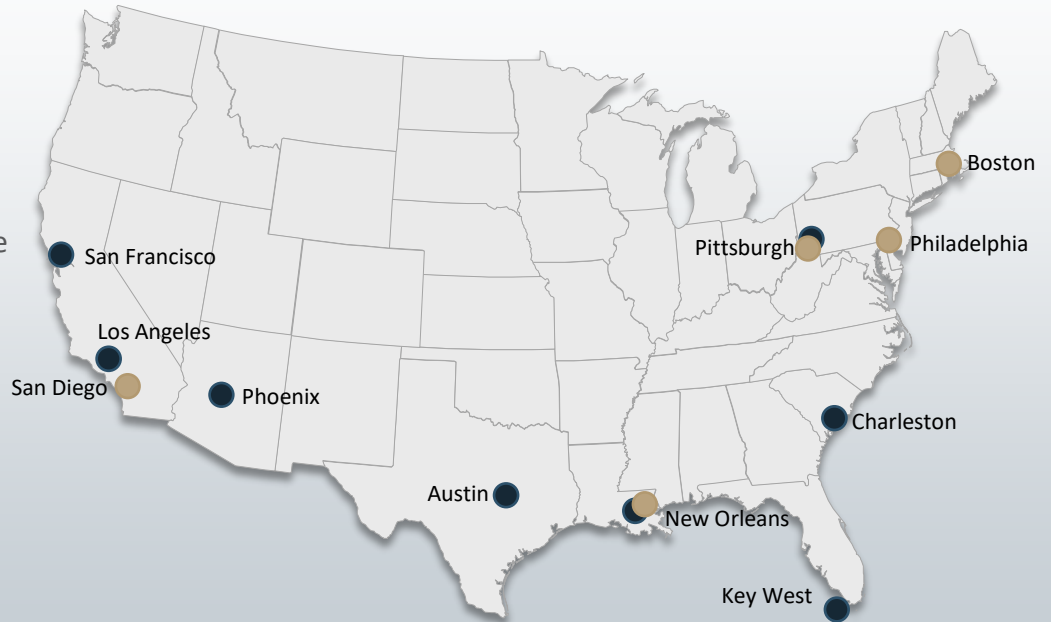 Boston
Pittsburgh
Philadelphia
e
San Francisco
Los Angeles
San Diego
Phoenix
Charleston
Austin
New Orleans
Key West